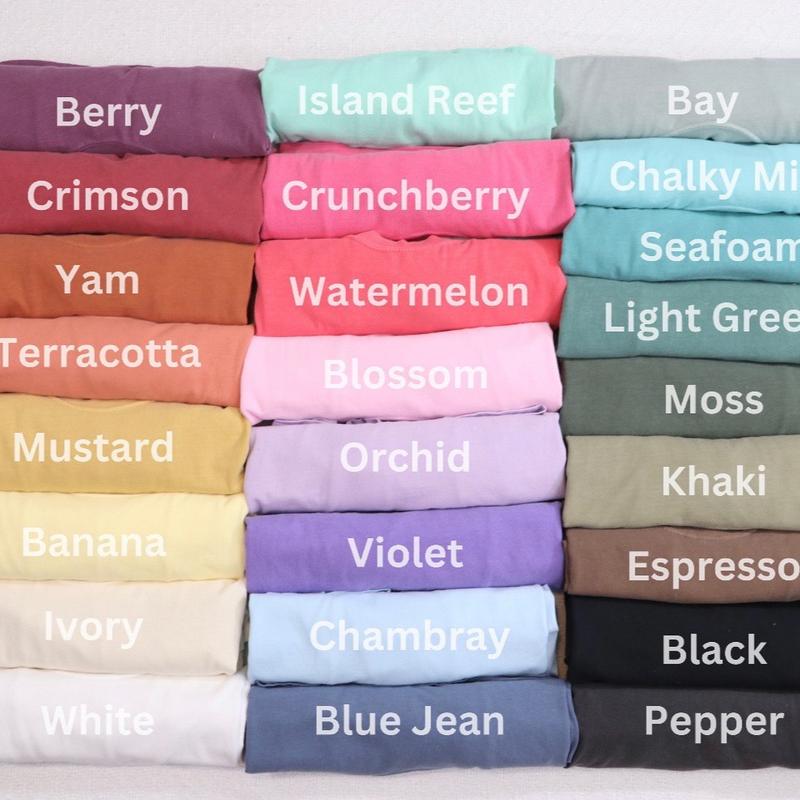 Berry
Crimson
Yam
Terracotta
Mustard
Banana
Ivory
White
Island Reef
Crunchberry
Watermelon
Blossom
Orchid
Violet
Chambray
Blue Jean
Bay
Chalky Mi
Seafoam
Light Gree
Moss
Khaki
Espresso
Black
Pepper